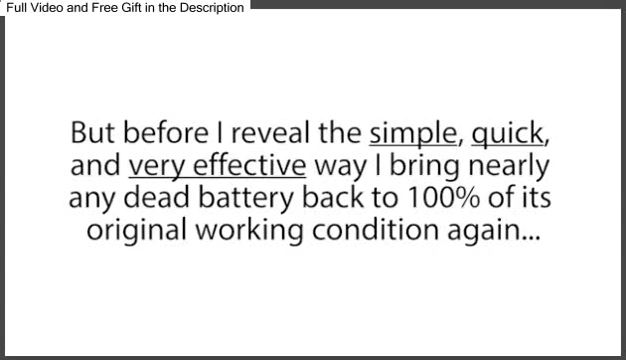 Full Video and Free Gift in the Description
But before I reveal the simple, quick,
and very effective way I bring nearly
any dead battery back to 100% of its
original working condition again...